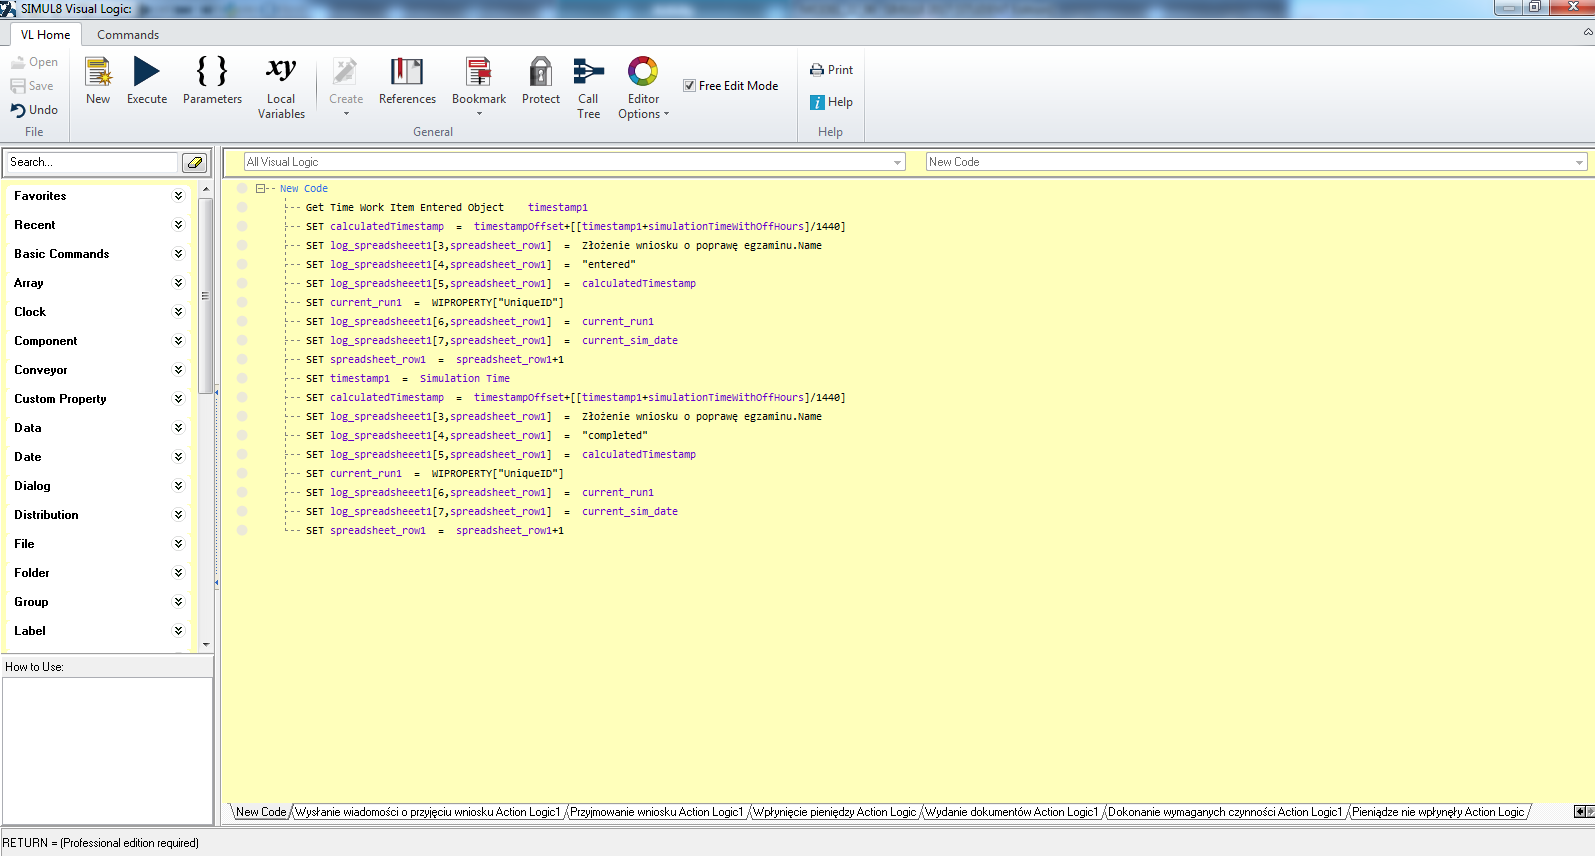 SIMUL8 Visual Logic:
VL Home Commands
Open
Save
Undo
File
New
Execute
Parameters
Local Variables
Create
References
Bookmark
Protect
Call Tree
Editor Options
Free Edit Mode
General
Print
Help
Help
Search...
All Visual Logic
New Code
Favorites
Recent
Basic Commands
Array
Clock
Component
Conveyor
Custom Property
Data
Date
Dialog
Distribution
File
Folder
Group
Label
How to Use:
New Code
Get Time Work Item Entered Object timestamp1
SET calculatedTimestamp = timestampOffset+[[timestamp1+simulationTimeWithOffHours]/1440]
SET log_spreadsheeet1[3,spreadsheet_row1] = Złożenie wniosku o poprawę egzaminu.Name
SET log_spreadsheeet1[4,spreadsheet_row1] = "entered"
SET log_spreadsheeet1[5,spreadsheet_row1] = calculatedTimestamp
SET current_run1 = WIPROPERTY["UniqueID"]
SET log_spreadsheeet1[6,spreadsheet_row1] = current_run1
SET log_spreadsheeet1[7,spreadsheet_row1] = current_sim_date
SET spreadsheet_row1 = spreadsheet_row1+1
SET timestamp1 = Simulation Time
SET calculatedTimestamp = timestampOffset+[[timestamp1+simulationTimeWithOffHours]/1440]
SET log_spreadsheeet1[3,spreadsheet_row1] = Złożenie wniosku o poprawę egzaminu.Name
SET log_spreadsheeet1[4,spreadsheet_row1] = "completed"
SET log_spreadsheeet1[5,spreadsheet_row1] = calculatedTimestamp
SET current_run1 = WIPROPERTY["UniqueID"]
SET log_spreadsheeet1[6,spreadsheet_row1] = current_run1
SET log_spreadsheeet1[7,spreadsheet_row1] = current_sim_date
SET spreadsheet_row1 = spreadsheet_row1+1
New Code Wysłanie wiadomości o przyjęciu wniosku Action Logic1 Przyjmowanie wniosku Action Logic1 Wpłynięcie pieniędzy Action Logic Wydanie dokumentów Action Logic1 Dokonanie wymaganych czynności Action Logic1 Pieniądze nie wpłynęły Action Logic
RETURN = (Professional edition required)